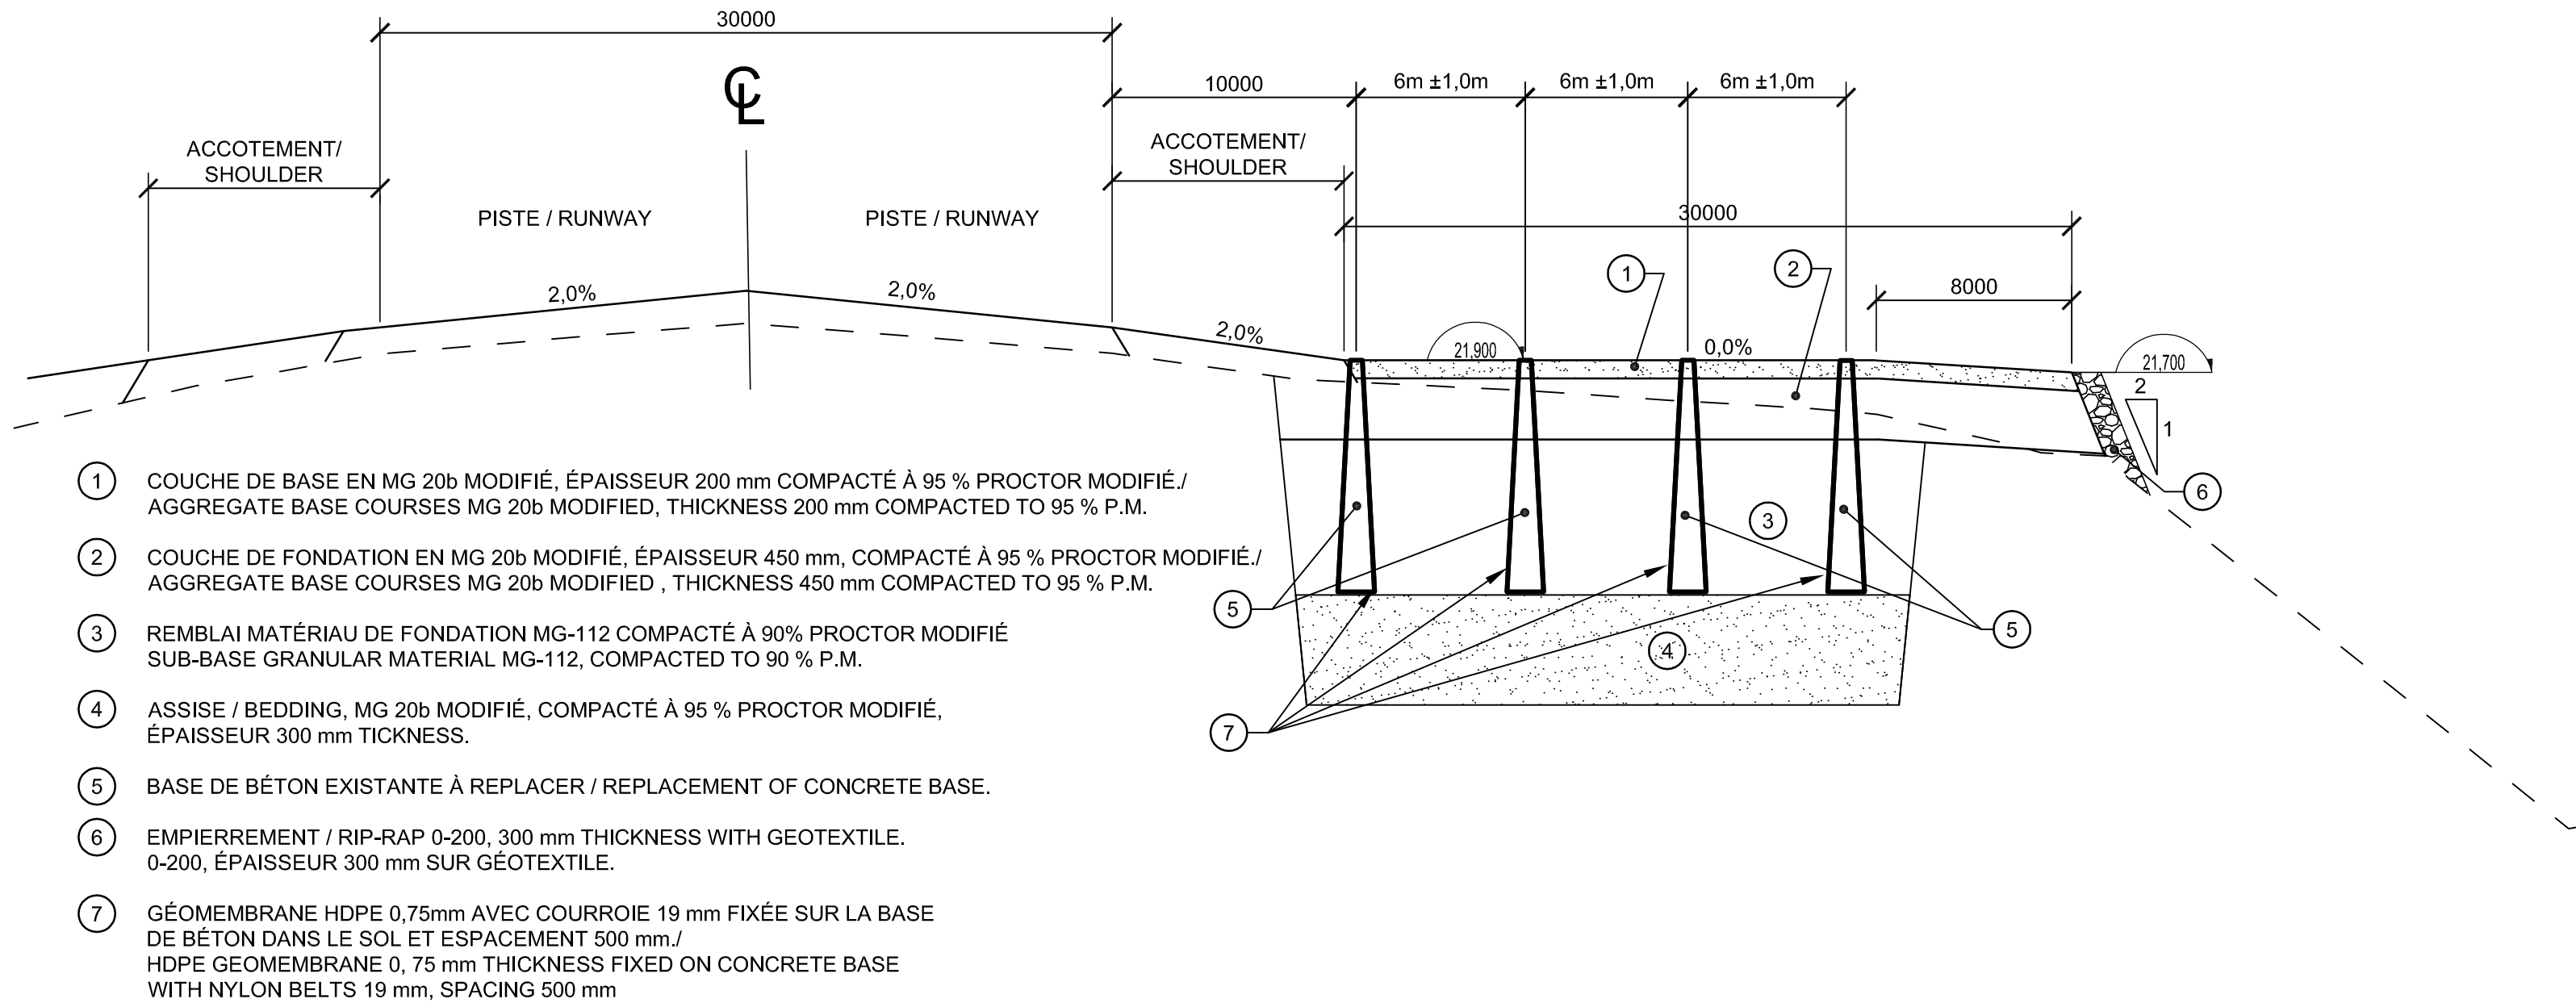 30000
℄
10000
6m ±1,0m
6m ±1,0m
6m ±1,0m
ACCOTEMENT/
SHOULDER
ACCOTEMENT/
SHOULDER
PISTE / RUNWAY
PISTE / RUNWAY
30000
1
2
8000
2,0%
2,0%
2,0%
21,900
0,0%
21,700
2
1
6
3
5
5
4
7
1
COUCHE DE BASE EN MG 20b MODIFIÉ, ÉPAISSEUR 200 mm COMPACTÉ À 95 % PROCTOR MODIFIÉ./
AGGREGATE BASE COURSES MG 20b MODIFIED, THICKNESS 200 mm COMPACTED TO 95 % P.M.
2
COUCHE DE FONDATION EN MG 20b MODIFIÉ, ÉPAISSEUR 450 mm, COMPACTÉ À 95 % PROCTOR MODIFIÉ./
AGGREGATE BASE COURSES MG 20b MODIFIED , THICKNESS 450 mm COMPACTED TO 95 % P.M.
3
REMBLAI MATÉRIAU DE FONDATION MG-112 COMPACTÉ À 90% PROCTOR MODIFIÉ
SUB-BASE GRANULAR MATERIAL MG-112, COMPACTED TO 90 % P.M.
4
ASSISE / BEDDING, MG 20b MODIFIÉ, COMPACTÉ À 95 % PROCTOR MODIFIÉ,
ÉPAISSEUR 300 mm TICKNESS.
5
BASE DE BÉTON EXISTANTE À REPLACER / REPLACEMENT OF CONCRETE BASE.
6
EMPIERREMENT / RIP-RAP 0-200, 300 mm THICKNESS WITH GEOTEXTILE.
0-200, ÉPAISSEUR 300 mm SUR GÉOTEXTILE.
7
GÉOMEMBRANE HDPE 0,75mm AVEC COURROIE 19 mm FIXÉE SUR LA BASE
DE BÉTON DANS LE SOL ET ESPACEMENT 500 mm./
HDPE GEOMEMBRANE 0, 75 mm THICKNESS FIXED ON CONCRETE BASE
WITH NYLON BELTS 19 mm, SPACING 500 mm